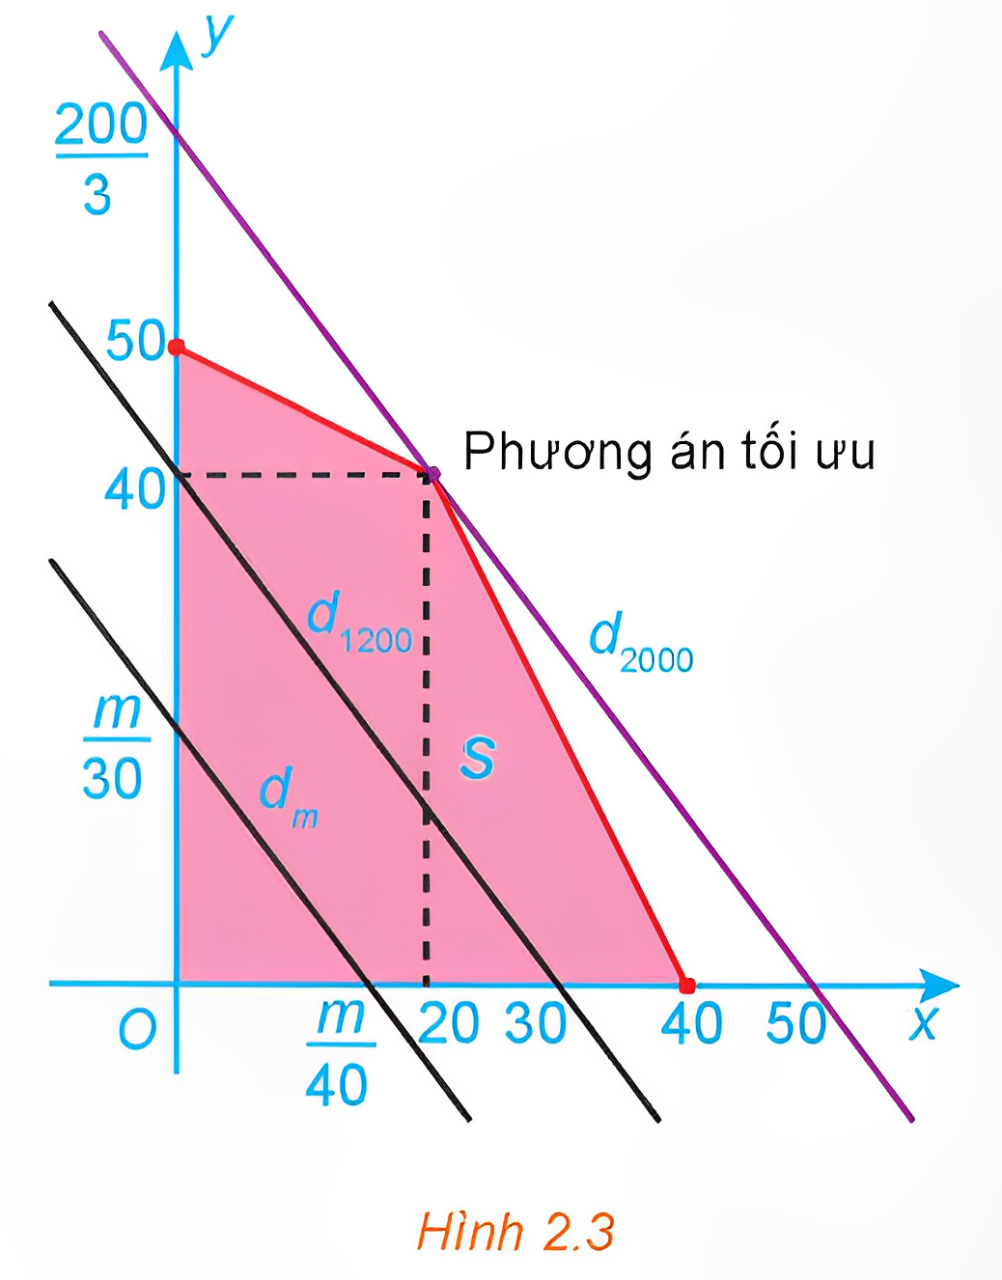 y
200
3
50
Phương án tối ưu
40
d1200
d2000
m
30
S
dm
O
m
40
20 30 40 50 x
Hình 2.3